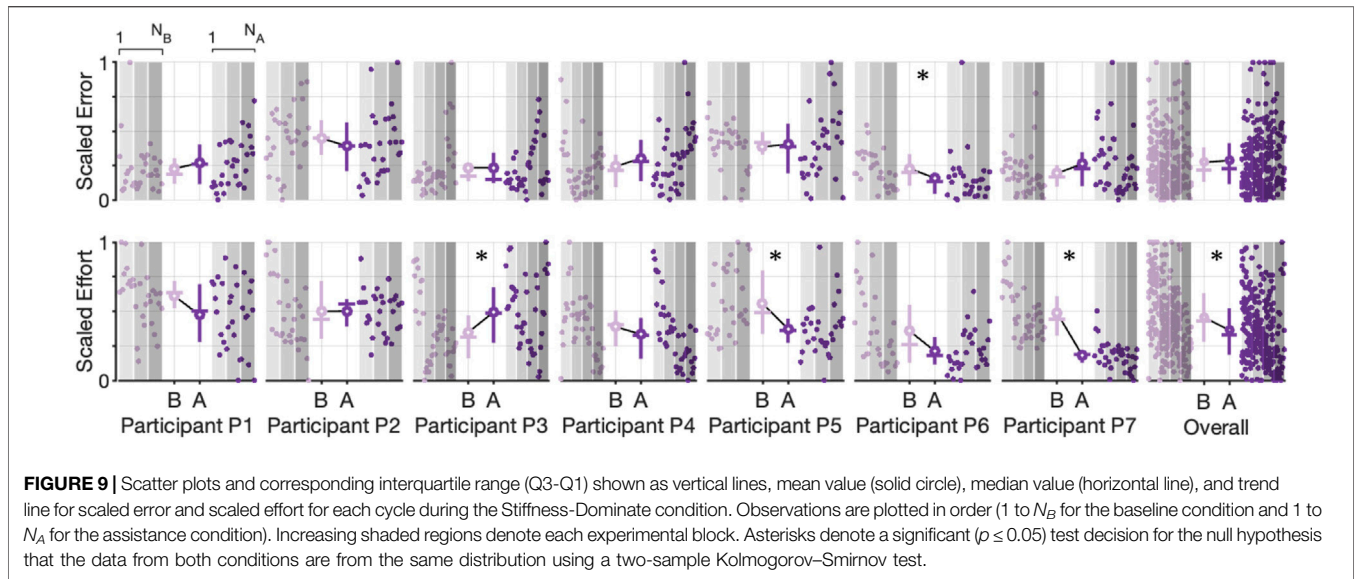 1 N_B 1 N_A
1
Scaled Error
*
0
1
Scaled Effort
* * * *
0
B A B A B A B A B A B A B A B A
Participant P1 Participant P2 Participant P3 Participant P4 Participant P5 Participant P6 Participant P7 Overall
FIGURE 9 | Scatter plots and corresponding interquartile range (Q3-Q1) shown as vertical lines, mean value (solid circle), median value (horizontal line), and trend
line for scaled error and scaled effort for each cycle during the Stiffness-Dominate condition. Observations are plotted in order (1 to N_B for the baseline condition and 1 to
N_A for the assistance condition). Increasing shaded regions denote each experimental block. Asterisks denote a significant (p ≤ 0.05) test decision for the null hypothesis
that the data from both conditions are from the same distribution using a two-sample Kolmogorov–Smirnov test.